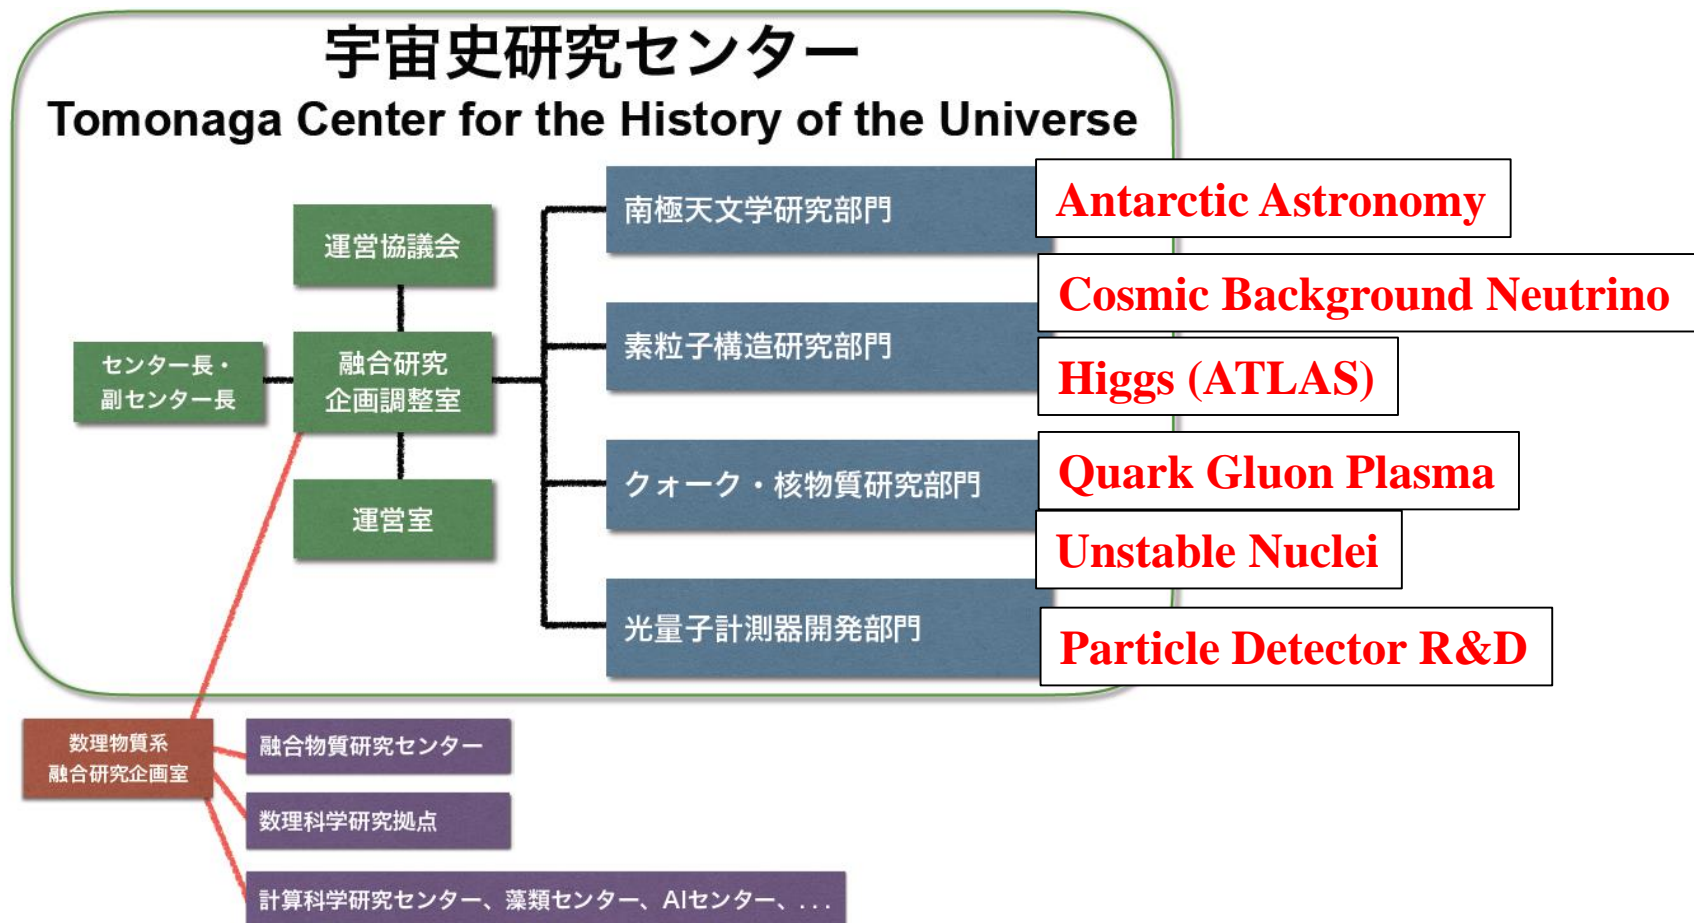 宇宙史研究センター
Tomonaga Center for the History of the Universe
南極天文学研究部門
Antarctic Astronomy
運営協議会
Cosmic Background Neutrino
素粒子構造研究部門
Higgs (ATLAS)
センター長・
副センター長
融合研究
企画調整室
クォーク・核物質研究部門
Quark Gluon Plasma
運営室
Unstable Nuclei
光量子計測器開発部門
Particle Detector R&D
数理物質系
融合研究企画室
融合物質研究センター
数理科学研究拠点
計算科学研究センター、藻類センター、AIセンター、...